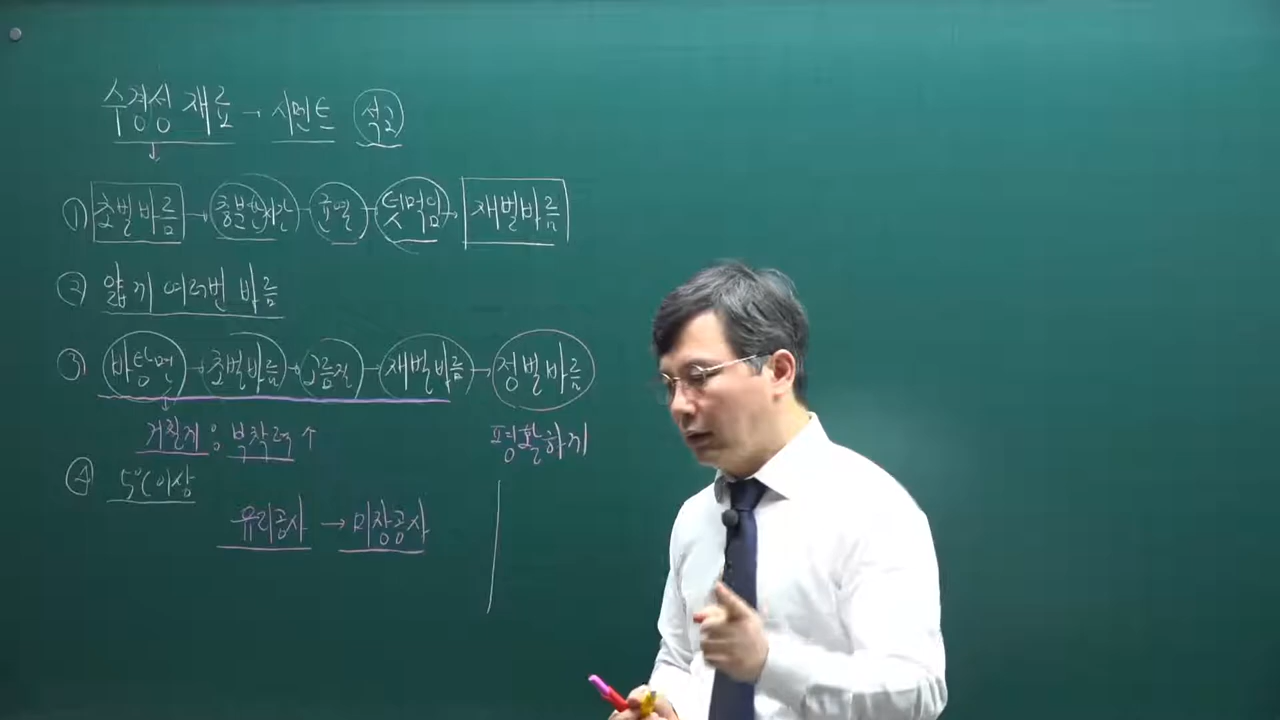 수경성 재료 → 시멘트 석고
① 초벌바름 → 충분한시간 - 균열 - 덧먹임 → 재벌바름
② 얇게 여러번 바름
③ 바탕면 → 초벌바름 → 고름질 - 재벌바름 → 정벌바름
거칠게 : 부착력 ↑ 평활하게
④ 5℃이상
유리공사 → 미장공사